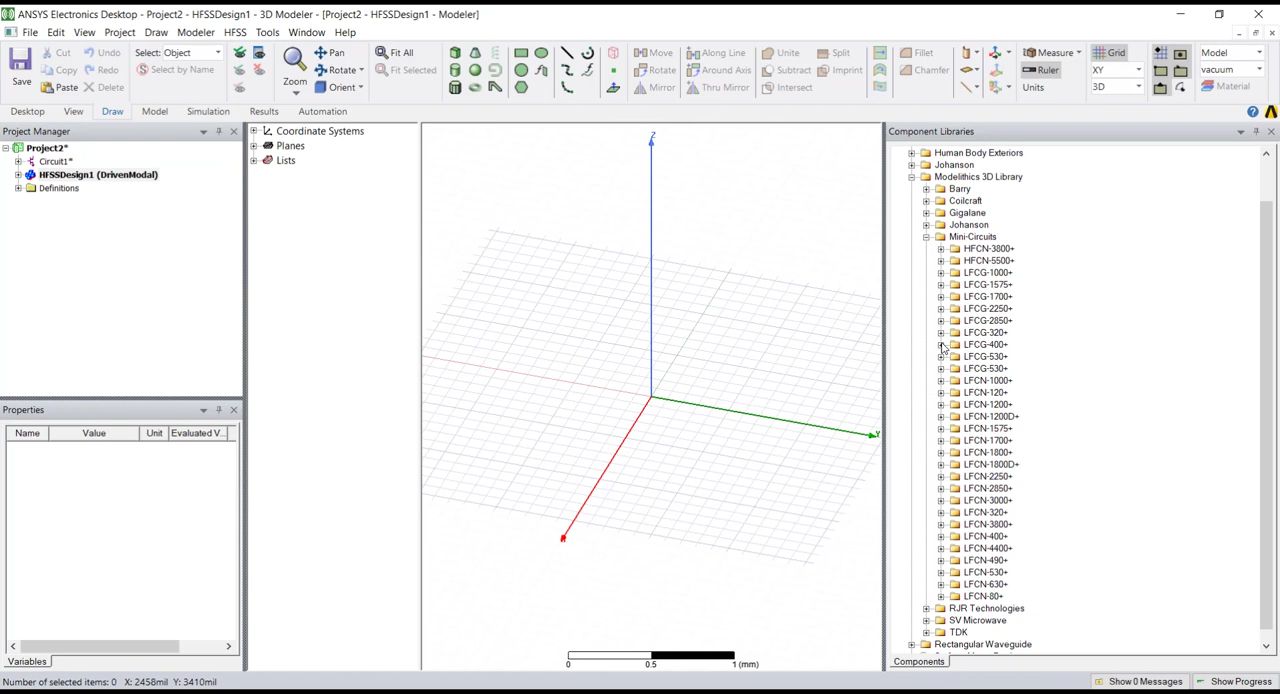 ANSYS Electronics Desktop - Project2 - HFSSDesign1 - 3D Modeler - [Project2 - HFSSDesign1 - Modeler]
File Edit View Project Draw Modeler HFSS Tools Window Help
Save
Cut Undo
Copy Redo
Paste Delete
Select: Object
Select by Name
Zoom
Pan
Rotate
Orient
Fit All
Fit Selected
Move Along Line
Rotate Around Axis
Mirror Thru Mirror
Unite Split
Subtract Imprint
Intersect
Fillet
Chamfer
Measure
Ruler
Units
Grid
XY
3D
Model
vacuum
Material
Desktop View Draw Model Simulation Results Automation
Project Manager
Project2*
Circuit1*
HFSSDesign1 (DrivenModal)
Definitions
Properties
Name Value Unit Evaluated V...
Variables
Coordinate Systems
Planes
Lists
Z
Y
0 0.5 1 (mm)
Component Libraries
Human Body Exteriors
Johanson
Modelithics 3D Library
Barry
Coilcraft
Gigalane
Johanson
Mini-Circuits
HFCN-3800+
HFCN-5500+
LFCG-1000+
LFCG-1575+
LFCG-1700+
LFCG-2250+
LFCG-2850+
LFCG-320+
LFCG-400+
LFCG-530+
LFCG-530+
LFCN-1000+
LFCN-120+
LFCN-1200+
LFCN-1200D+
LFCN-1575+
LFCN-1700+
LFCN-1800+
LFCN-1800D+
LFCN-2250+
LFCN-2850+
LFCN-3000+
LFCN-320+
LFCN-3800+
LFCN-400+
LFCN-4400+
LFCN-490+
LFCN-530+
LFCN-630+
LFCN-80+
RJR Technologies
SV Microwave
TDK
Rectangular Waveguide
Components
Number of selected items: 0 X: 2458mil Y: 3410mil
Show 0 Messages Show Progress